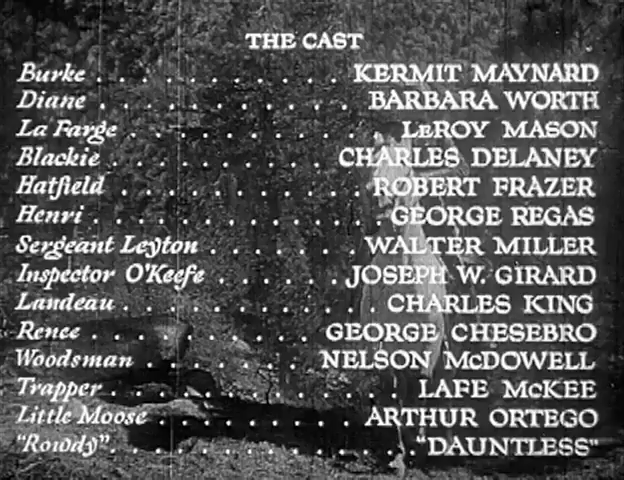 THE CAST
Burke . . . . . . . . . . . KERMIT MAYNARD
Diane . . . . . . . . . . . BARBARA WORTH
La Farge . . . . . . . . . . LeROY MASON
Blackie . . . . . . . . . CHARLES DELANEY
Hatfield . . . . . . . . . . ROBERT FRAZER
Henri . . . . . . . . . . . GEORGE REGAS
Sergeant Leyton . . . . . . WALTER MILLER
Inspector O'Keefe . . . . . . JOSEPH W. GIRARD
Landeau . . . . . . . . . . CHARLES KING
Renee . . . . . . . . . GEORGE CHESEBRO
Woodsman . . . . . . . NELSON McDOWELL
Trapper . . . . . . . . . . . . LAFE McKEE
Little Moose . . . . . . . . ARTHUR ORTEGO
"Rowdy" . . . . . . . . . . . . "DAUNTLESS"